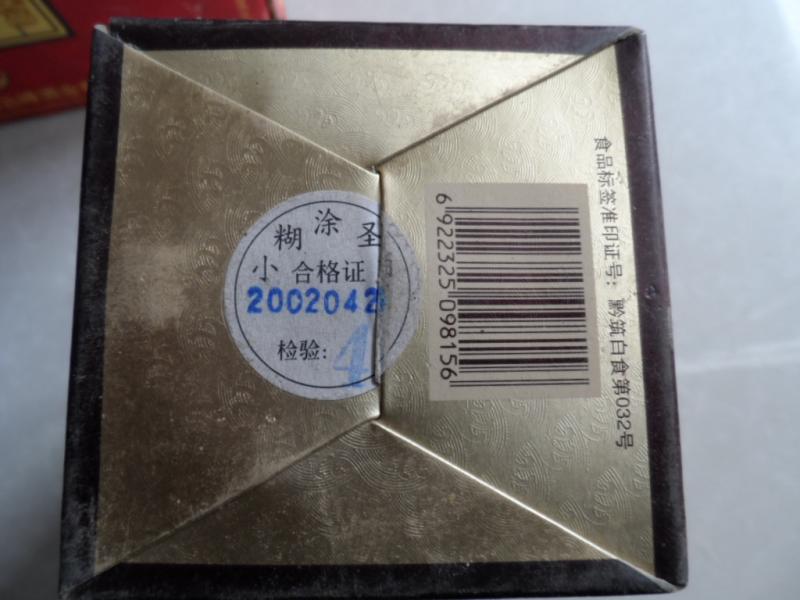 小糊涂圣
合格证
2002042
检验: 4
6 922325 098156
食品标签准印证号: 黔筑白食第032号